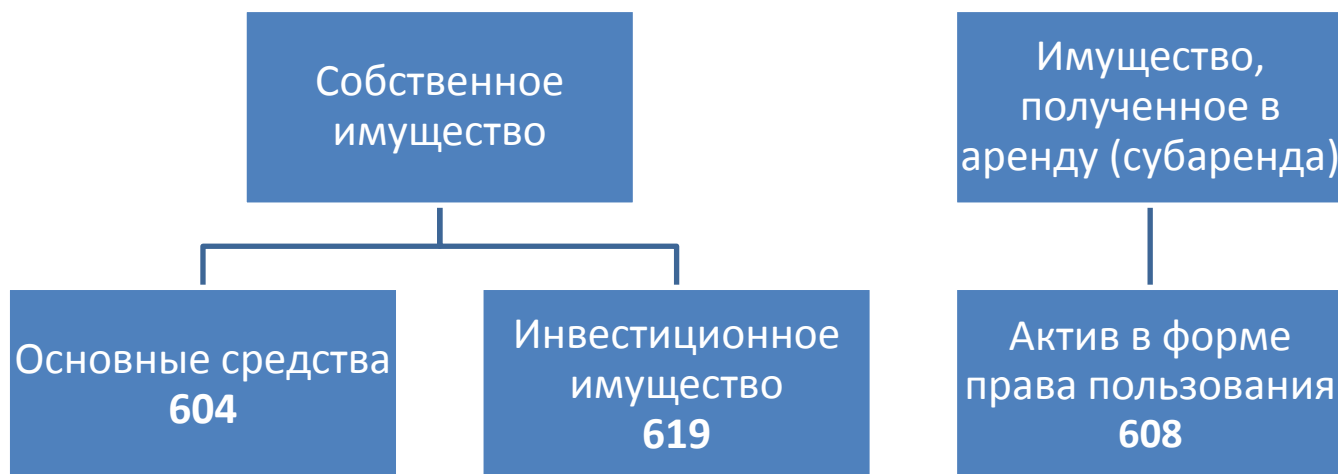 Собственное
имущество
Имущество,
полученное в
аренду (субаренда)
Основные средства
604
Инвестиционное
имущество
619
Актив в форме
права пользования
608